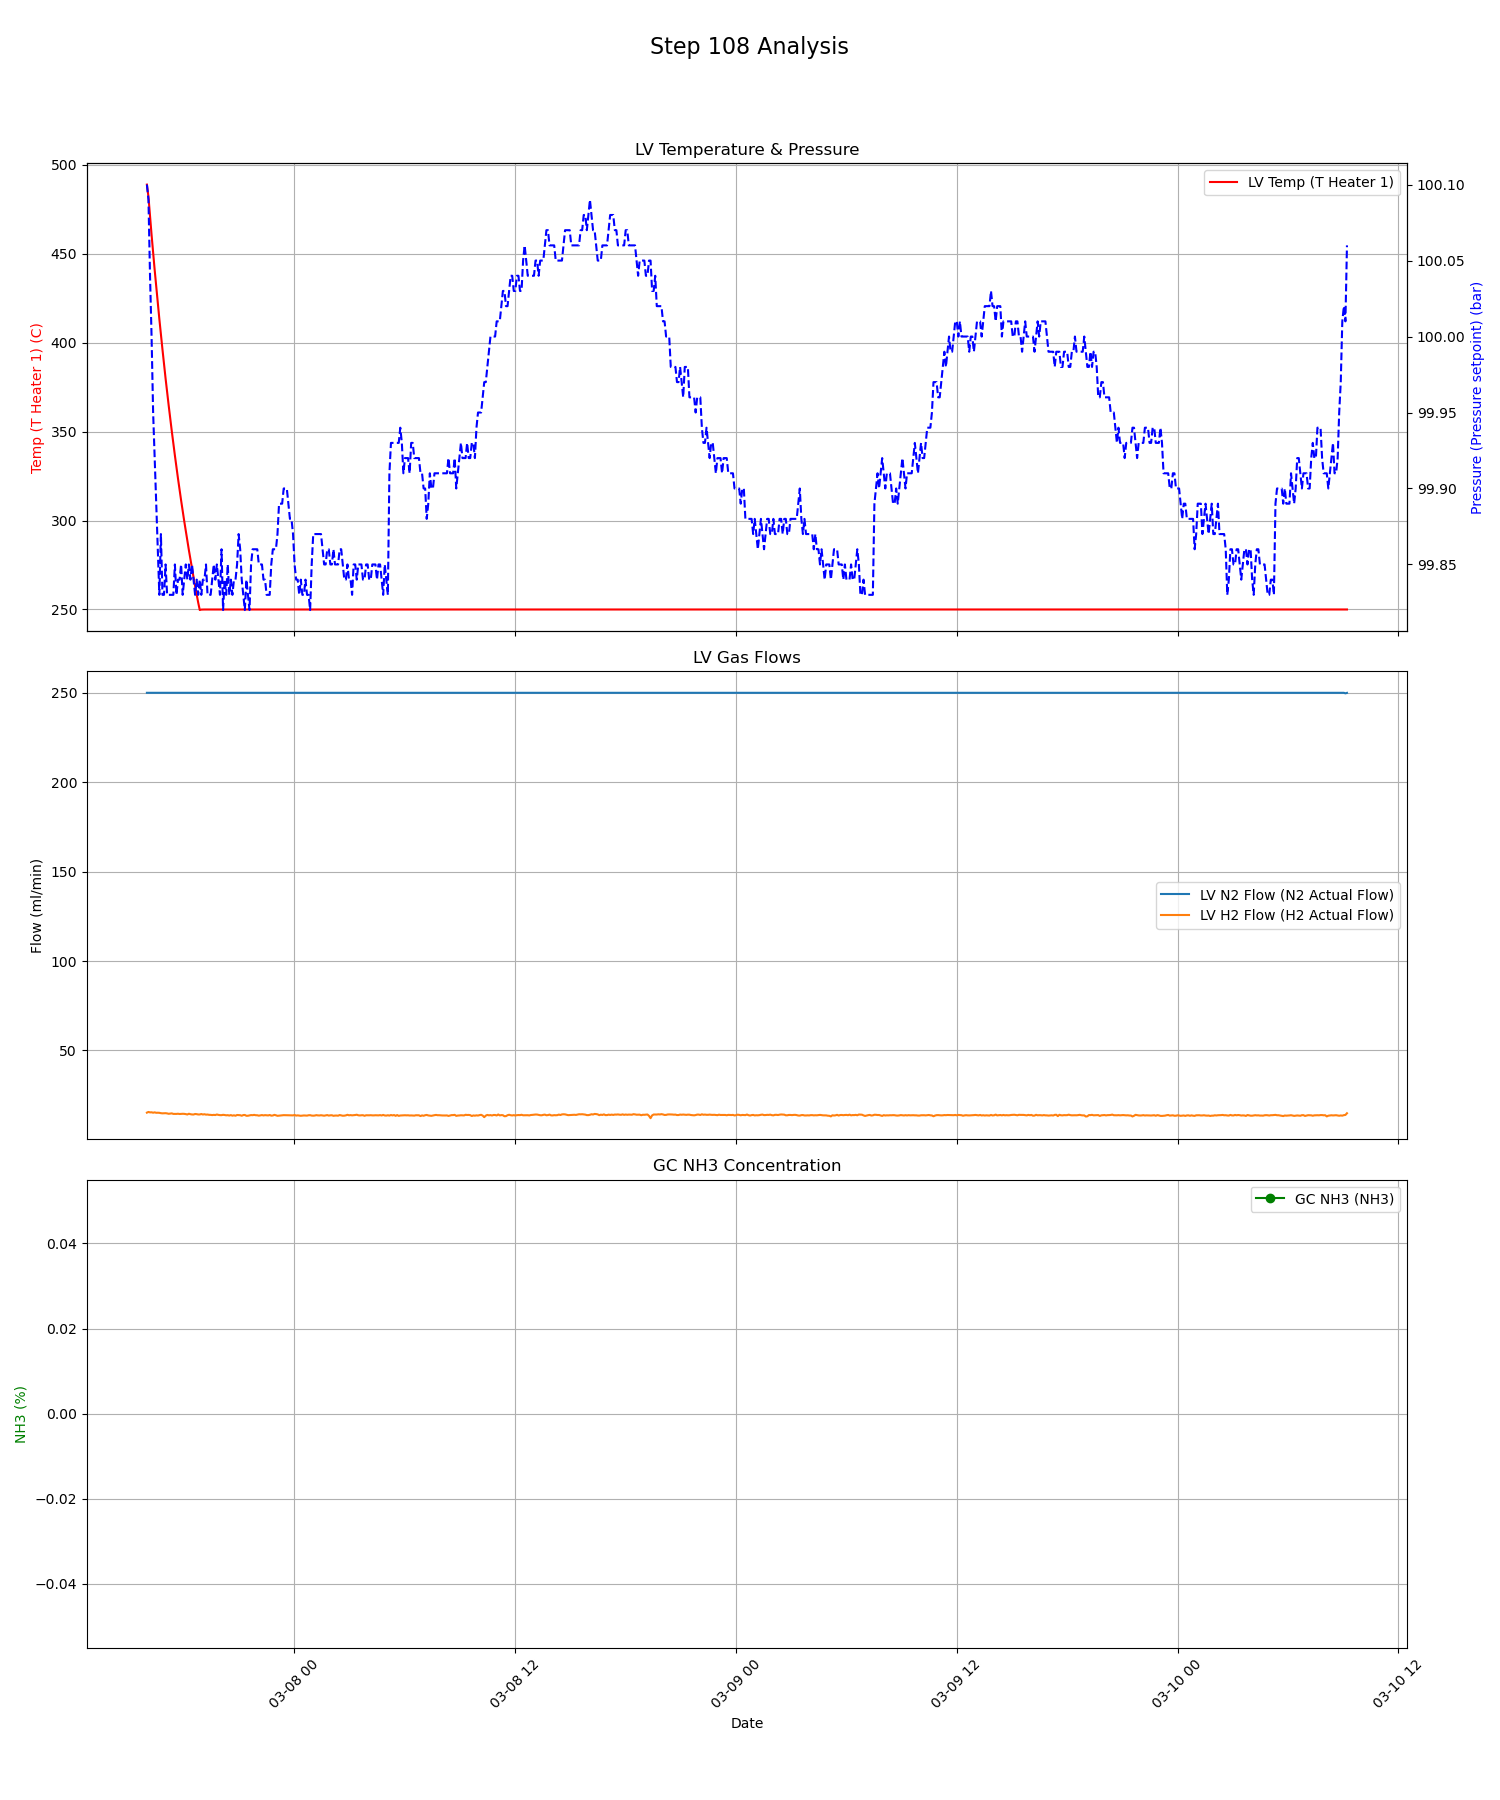 Step 108 Analysis
LV Temperature & Pressure
500
450
400
350
300
250
Temp (T Heater 1) (C)
LV Temp (T Heater 1)
100.10
100.05
100.00
99.95
99.90
99.85
Pressure (Pressure setpoint) (bar)
LV Gas Flows
250
200
150
100
50
Flow (ml/min)
LV N2 Flow (N2 Actual Flow)
LV H2 Flow (H2 Actual Flow)
GC NH3 Concentration
0.04
0.02
0.00
−0.02
−0.04
NH3 (%)
GC NH3 (NH3)
03-08 00
03-08 12
03-09 00
03-09 12
03-10 00
03-10 12
Date